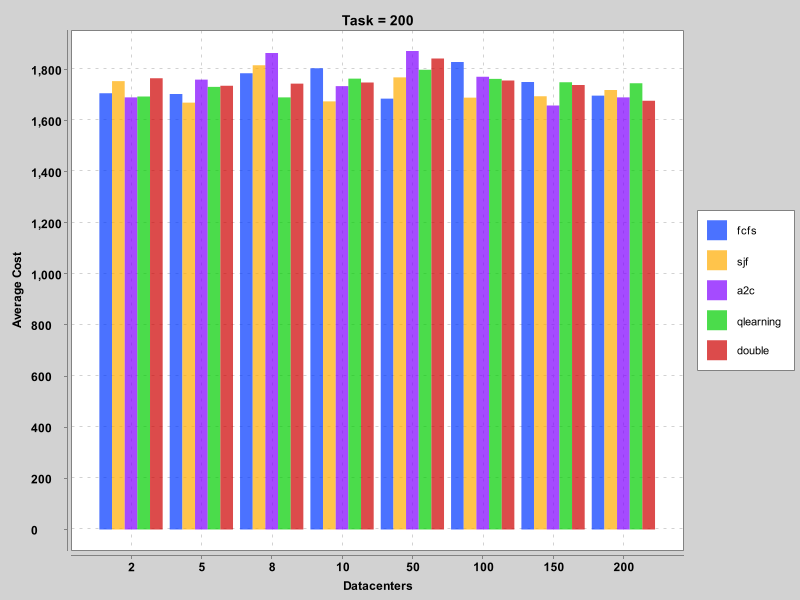 Task = 200
Average Cost
1,800
1,600
1,400
1,200
1,000
800
600
400
200
0
2 5 8 10 50 100 150 200
Datacenters
fcfs
sjf
a2c
qlearning
double